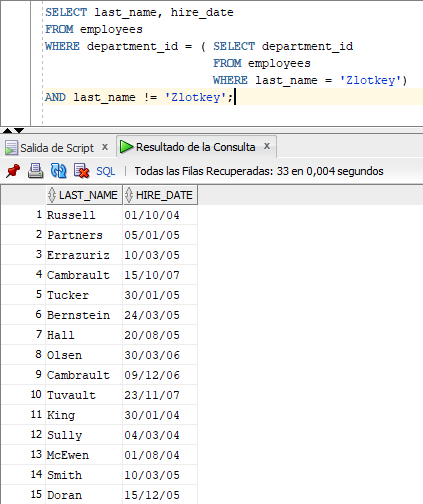 SELECT last_name, hire_date
FROM employees
WHERE department_id = ( SELECT department_id
FROM employees
WHERE last_name = 'Zlotkey')
AND last_name != 'Zlotkey';
Salida de Script x Resultado de la Consulta x
SQL | Todas las Filas Recuperadas: 33 en 0,004 segundos
LAST_NAME HIRE_DATE
1 Russell 01/10/04
2 Partners 05/01/05
3 Errazuriz 10/03/05
4 Cambrault 15/10/07
5 Tucker 30/01/05
6 Bernstein 24/03/05
7 Hall 20/08/05
8 Olsen 30/03/06
9 Cambrault 09/12/06
10 Tuvault 23/11/07
11 King 30/01/04
12 Sully 04/03/04
13 McEwen 01/08/04
14 Smith 10/03/05
15 Doran 15/12/05